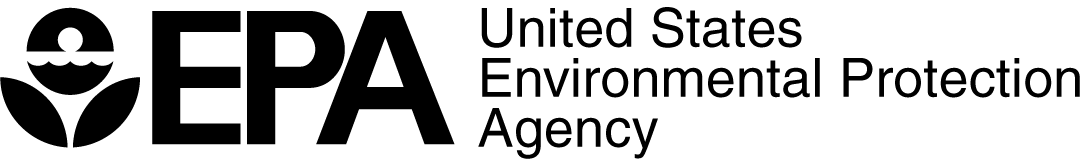 EPA
United States
Environmental Protection
Agency